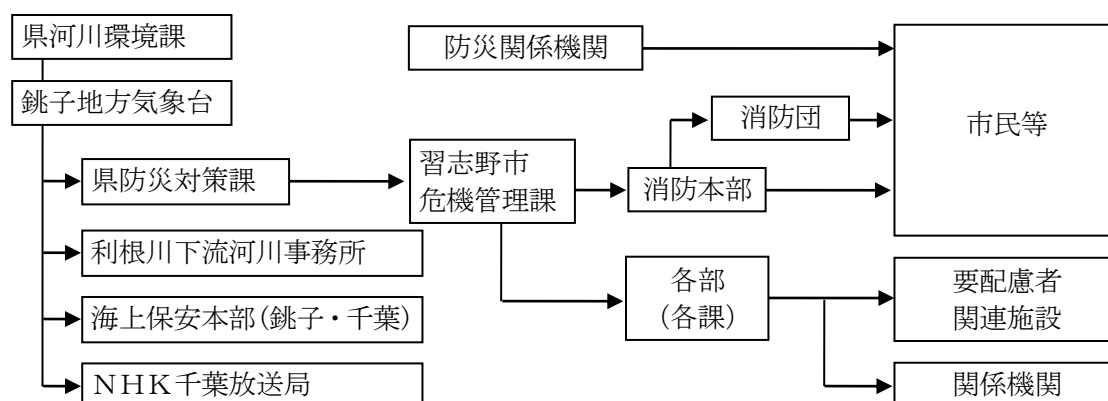 県河川環境課
防災関係機関
銚子地方気象台
消防団
市民等
習志野市
危機管理課
県防災対策課
消防本部
利根川下流河川事務所
各部
(各課)
要配慮者
関連施設
海上保安本部(銚子・千葉)
NHK千葉放送局
関係機関